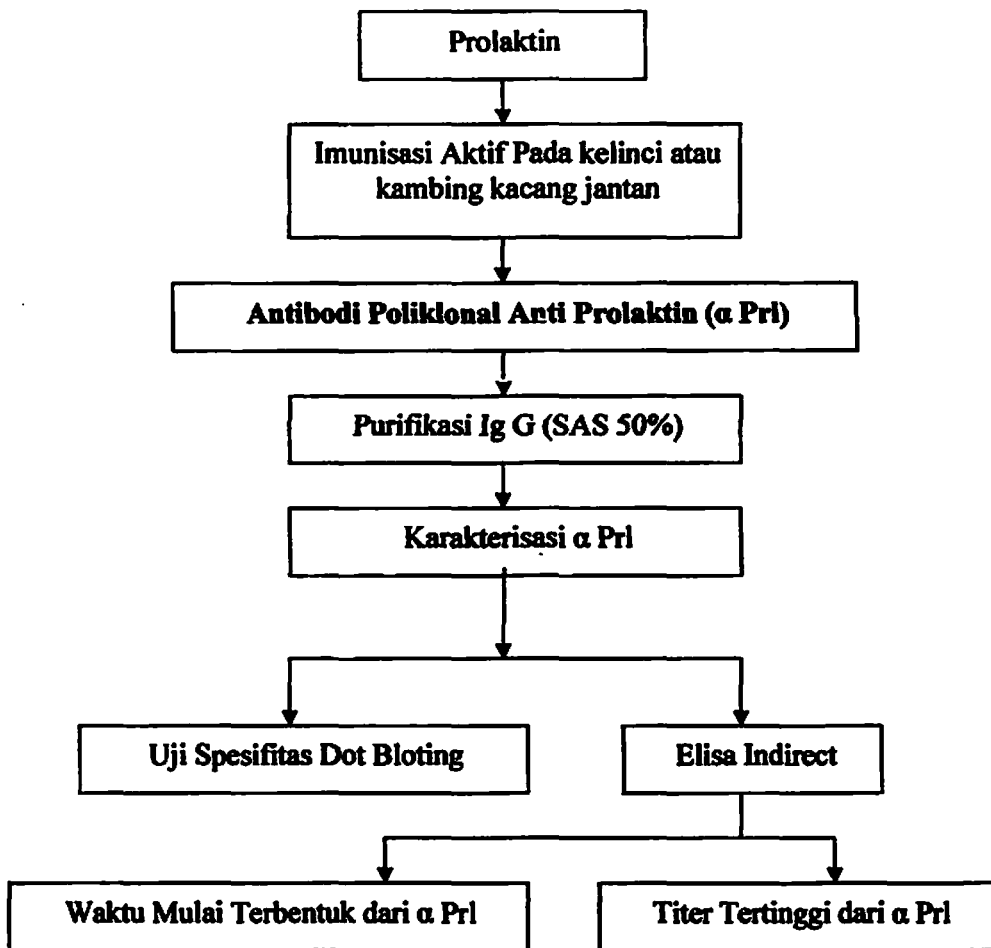 Prolaktin
Imunisasi Aktif Pada kelinci atau
kambing kacang jantan
Antibodi Poliklonal Anti Prolaktin (α Prl)
Purifikasi Ig G (SAS 50%)
Karakterisasi α Prl
Uji Spesifitas Dot Bloting
Elisa Indirect
Waktu Mulai Terbentuk dari α Prl
Titer Tertinggi dari α Prl